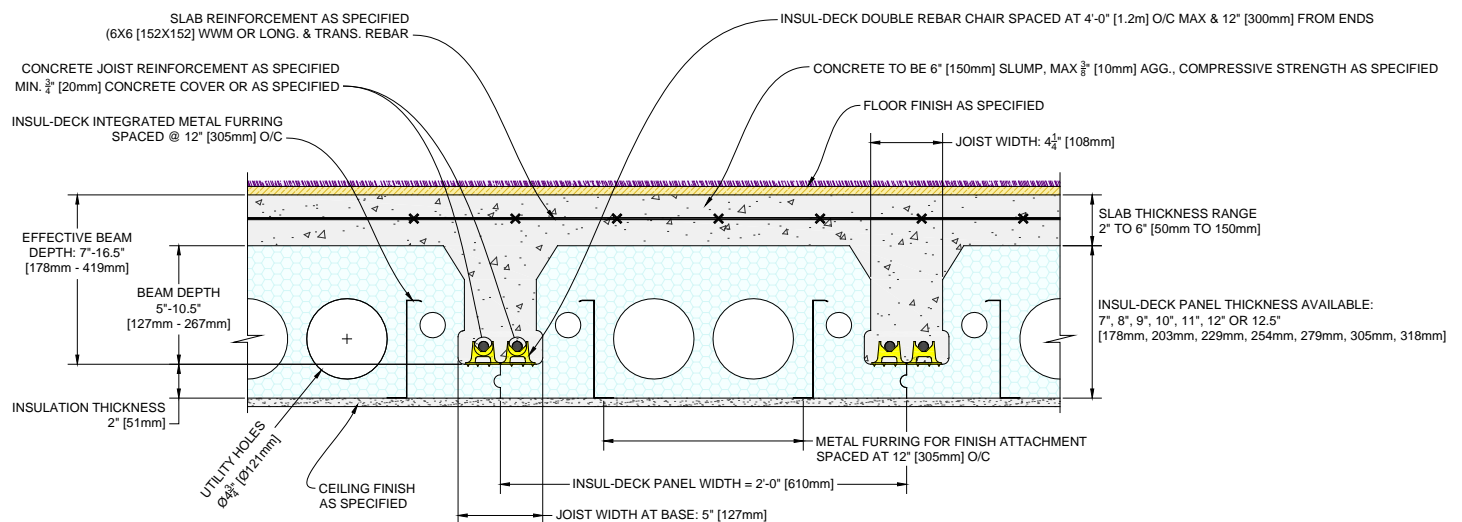 SLAB REINFORCEMENT AS SPECIFIED
(6X6 [152X152] WWM OR LONG. & TRANS. REBAR
INSUL-DECK DOUBLE REBAR CHAIR SPACED AT 4'-0" [1.2m] O/C MAX & 12" [300mm] FROM ENDS
CONCRETE JOIST REINFORCEMENT AS SPECIFIED
MIN. 3/4" [20mm] CONCRETE COVER OR AS SPECIFIED
CONCRETE TO BE 6" [150mm] SLUMP, MAX 3/8" [10mm] AGG., COMPRESSIVE STRENGTH AS SPECIFIED
INSUL-DECK INTEGRATED METAL FURRING
SPACED @ 12" [305mm] O/C
FLOOR FINISH AS SPECIFIED
JOIST WIDTH: 4 1/4" [108mm]
EFFECTIVE BEAM
DEPTH: 7"-16.5"
[178mm - 419mm]
SLAB THICKNESS RANGE
2" TO 6" [50mm TO 150mm]
BEAM DEPTH
5"-10.5"
[127mm - 267mm]
INSUL-DECK PANEL THICKNESS AVAILABLE:
7", 8", 9", 10", 11", 12" OR 12.5"
[178mm, 203mm, 229mm, 254mm, 279mm, 305mm, 318mm]
INSULATION THICKNESS
2" [51mm]
UTILITY HOLES
Ø4 3/4" [Ø121mm]
CEILING FINISH
AS SPECIFIED
METAL FURRING FOR FINISH ATTACHMENT
SPACED AT 12" [305mm] O/C
INSUL-DECK PANEL WIDTH = 2'-0" [610mm]
JOIST WIDTH AT BASE: 5" [127mm]